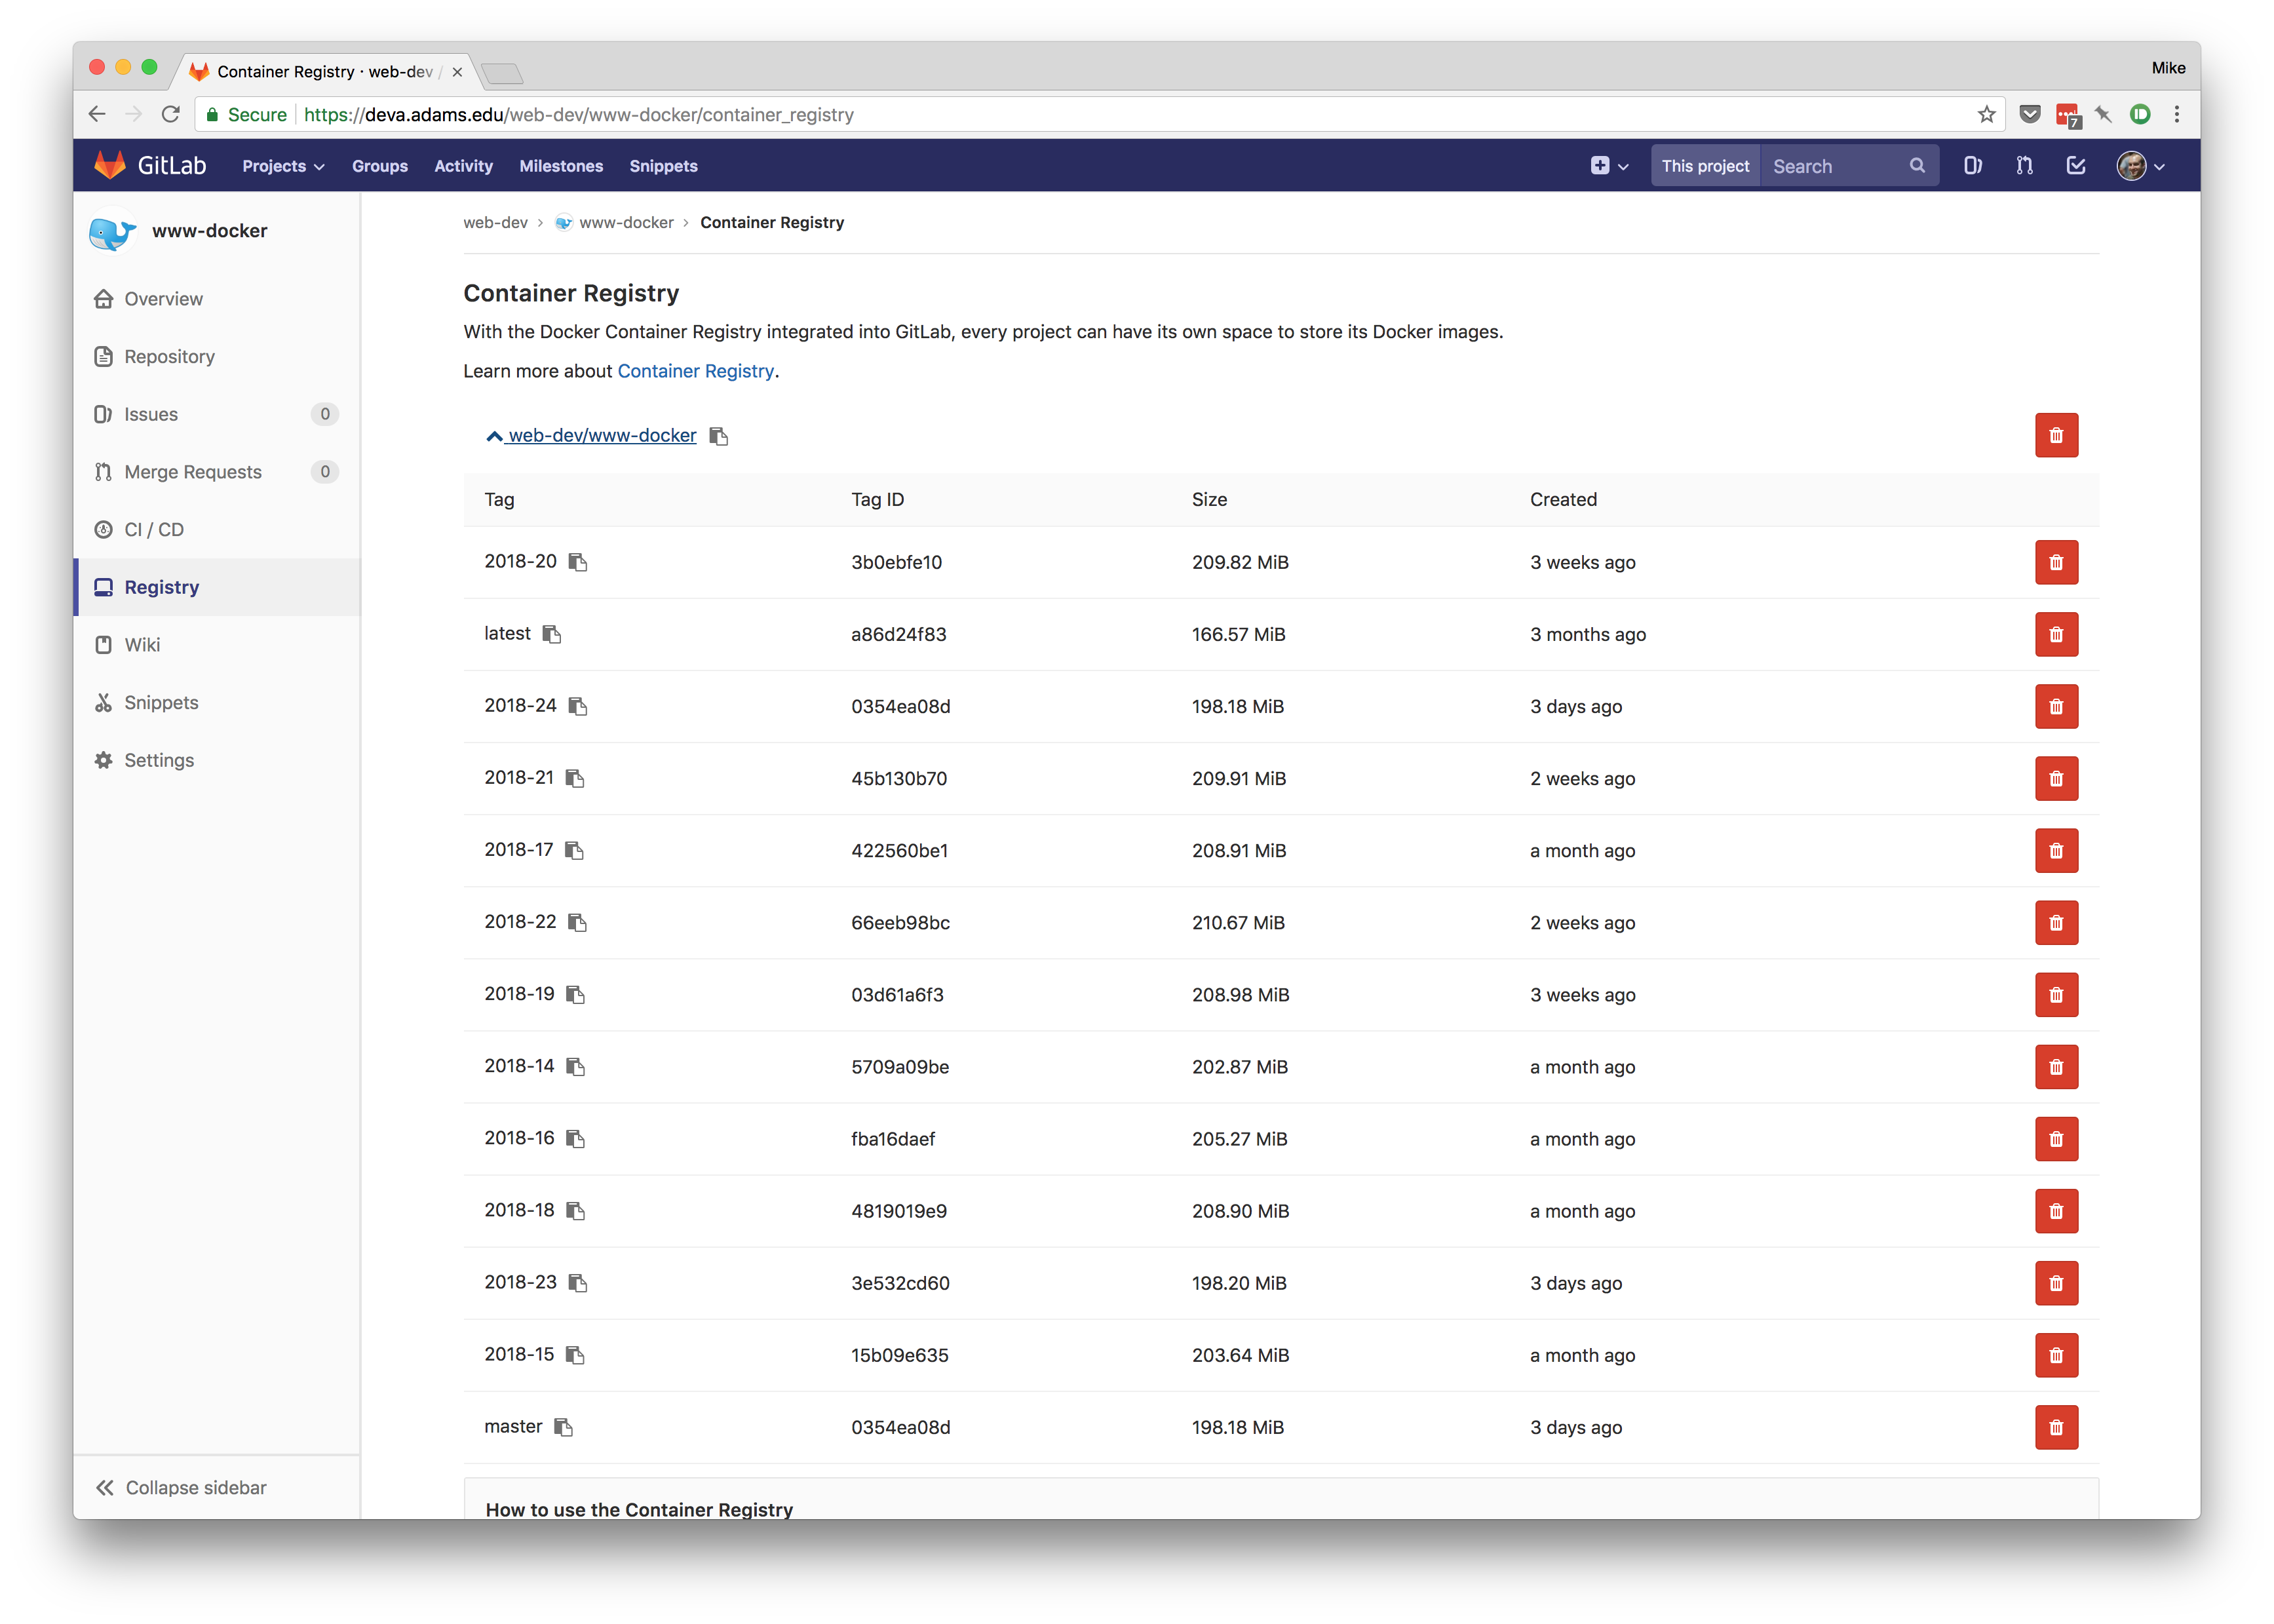 Container Registry · web-dev /
Mike
Secure https://deva.adams.edu/web-dev/www-docker/container_registry
7
GitLab Projects Groups Activity Milestones Snippets This project Search
www-docker
Overview
Repository
Issues 0
Merge Requests 0
CI / CD
Registry
Wiki
Snippets
Settings
Collapse sidebar
web-dev > www-docker > Container Registry
Container Registry
With the Docker Container Registry integrated into GitLab, every project can have its own space to store its Docker images.
Learn more about Container Registry.
web-dev/www-docker
Tag Tag ID Size Created
2018-20 3b0ebfe10 209.82 MiB 3 weeks ago
latest a86d24f83 166.57 MiB 3 months ago
2018-24 0354ea08d 198.18 MiB 3 days ago
2018-21 45b130b70 209.91 MiB 2 weeks ago
2018-17 422560be1 208.91 MiB a month ago
2018-22 66eeb98bc 210.67 MiB 2 weeks ago
2018-19 03d61a6f3 208.98 MiB 3 weeks ago
2018-14 5709a09be 202.87 MiB a month ago
2018-16 fba16daef 205.27 MiB a month ago
2018-18 4819019e9 208.90 MiB a month ago
2018-23 3e532cd60 198.20 MiB 3 days ago
2018-15 15b09e635 203.64 MiB a month ago
master 0354ea08d 198.18 MiB 3 days ago
How to use the Container Registry